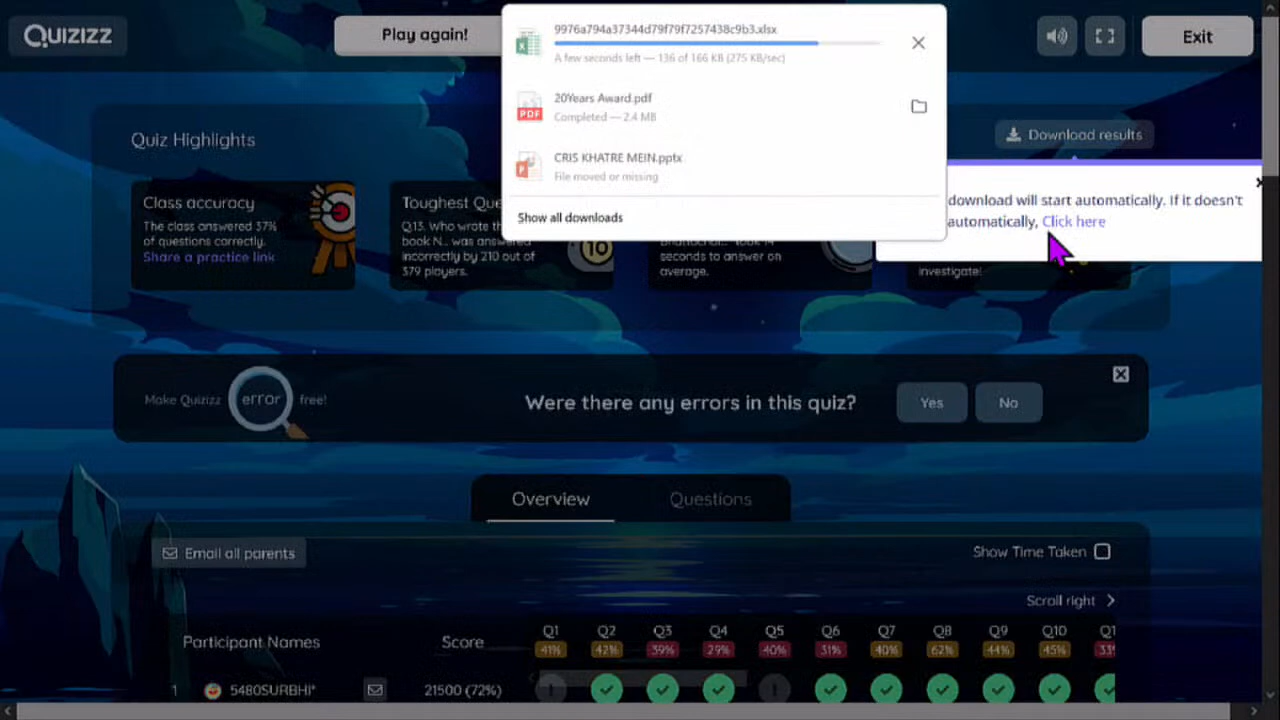 Quizizz
Play again!
9976a794a37344d79f79f7257438c9b3.xlsx
A few seconds left — 136 of 166 KB (275 KB/sec)
20Years Award.pdf
Completed — 2.4 MB
CRIS KHATRE MEIN.pptx
File moved or missing
Show all downloads
Exit
Quiz Highlights
Download results
download will start automatically. If it doesn't
automatically, Click here
Class accuracy
The class answered 37%
of questions correctly.
Share a practice link
Toughest Que
Q13. Who wrote th
book N... was answe
incorrectly by 210 out of
379 players.
10
seconds to answer on
average.
investigate!
Make Quizizz error free!
Were there any errors in this quiz?
Yes
No
Overview
Questions
Email all parents
Show Time Taken
Scroll right
Participant Names
Score
Q1 Q2 Q3 Q4 Q5 Q6 Q7 Q8 Q9 Q10 Q1
41% 42% 39% 29% 40% 31% 40% 62% 44% 45% 33
1 5480SURBHI* 21500 (72%)